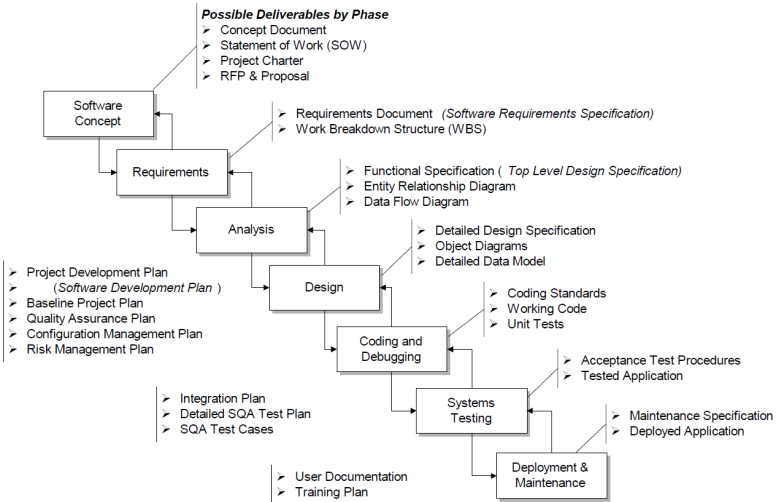 Possible Deliverables by Phase
Concept Document
Statement of Work (SOW)
Project Charter
RFP & Proposal
Software
Concept
Requirements Document (Software Requirements Specification)
Work Breakdown Structure (WBS)
Requirements
Functional Specification ( Top Level Design Specification)
Entity Relationship Diagram
Data Flow Diagram
Analysis
Detailed Design Specification
Object Diagrams
Detailed Data Model
Design
Project Development Plan
(Software Development Plan )
Baseline Project Plan
Quality Assurance Plan
Configuration Management Plan
Risk Management Plan
Coding Standards
Working Code
Unit Tests
Coding and
Debugging
Acceptance Test Procedures
Tested Application
Systems
Testing
Integration Plan
Detailed SQA Test Plan
SQA Test Cases
Maintenance Specification
Deployed Application
Deployment &
Maintenance
User Documentation
Training Plan